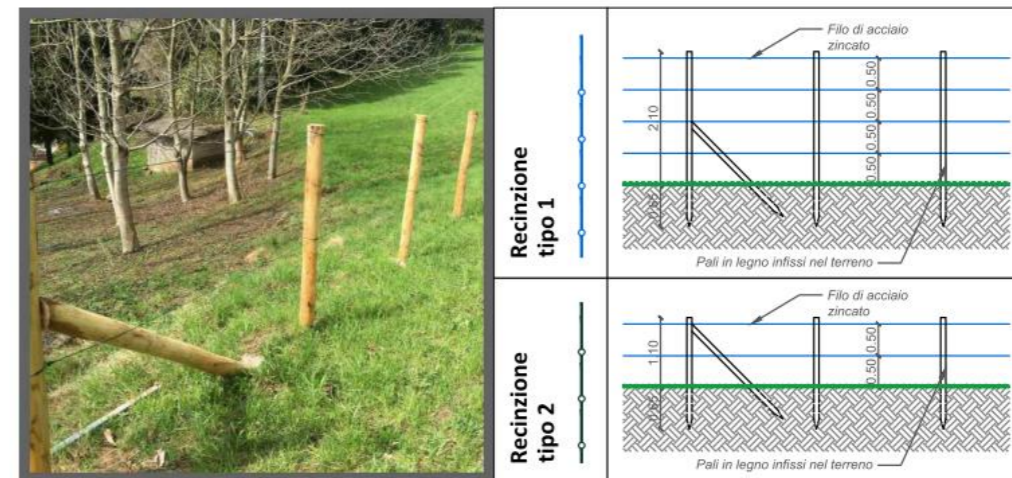 Recinzione
tipo 1
Filo di acciaio
zincato
2.10
0.50
0.50
0.50
0.50
0.65
Pali in legno infissi nel terreno
Recinzione
tipo 2
Filo di acciaio
zincato
1.10
0.50
0.50
0.65
Pali in legno infissi nel terreno